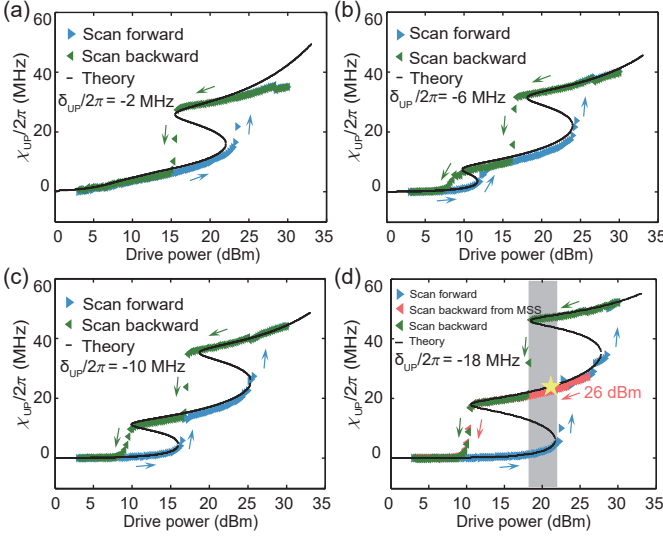 (a)
Scan forward
Scan backward
Theory
δUP/2π = -2 MHz
χUP/2π (MHz)
60
40
20
0
0 5 10 15 20 25 30 35
Drive power (dBm)
(b)
Scan forward
Scan backward
Theory
δUP/2π = -6 MHz
χUP/2π (MHz)
60
40
20
0
0 5 10 15 20 25 30 35
Drive power (dBm)
(c)
Scan forward
Scan backward
Theory
δUP/2π = -10 MHz
χUP/2π (MHz)
60
40
20
0
0 5 10 15 20 25 30 35
Drive power (dBm)
(d)
Scan forward
Scan backward from MSS
Scan backward
Theory
δUP/2π = -18 MHz
26 dBm
χUP/2π (MHz)
60
40
20
0
0 5 10 15 20 25 30 35
Drive power (dBm)